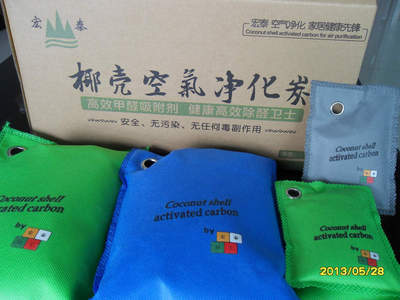 宏 泰
宏泰 空气净化 家居健康先鋒
Coconut shell activated carbon for air purification
椰壳空氣净化炭
高效甲醛吸附剂 健康高效除醛卫士
安全、无污染、无任何毒副作用
Coconut shell
activated carbon
by
Coconut shell
activated carbon
by
Coconut shell
vated carbon
by
Coconut shell
activated carbon
by
2013/05/28